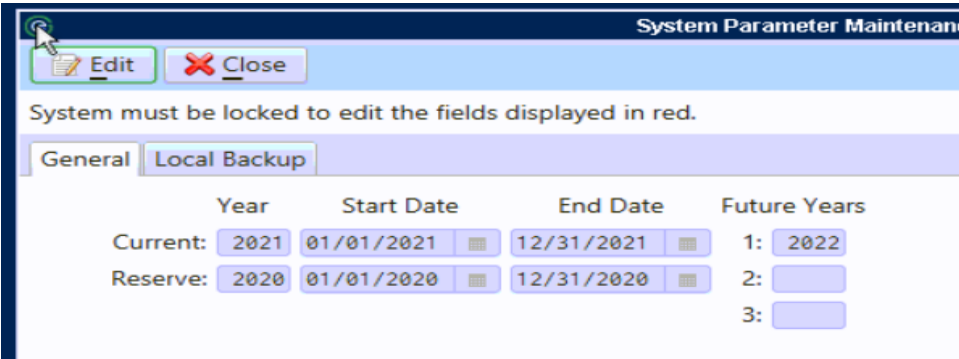 System Parameter Maintenan
Edit Close
System must be locked to edit the fields displayed in red.
General Local Backup
Year Start Date End Date Future Years
Current: 2021 01/01/2021 12/31/2021 1: 2022
Reserve: 2020 01/01/2020 12/31/2020 2:
3: